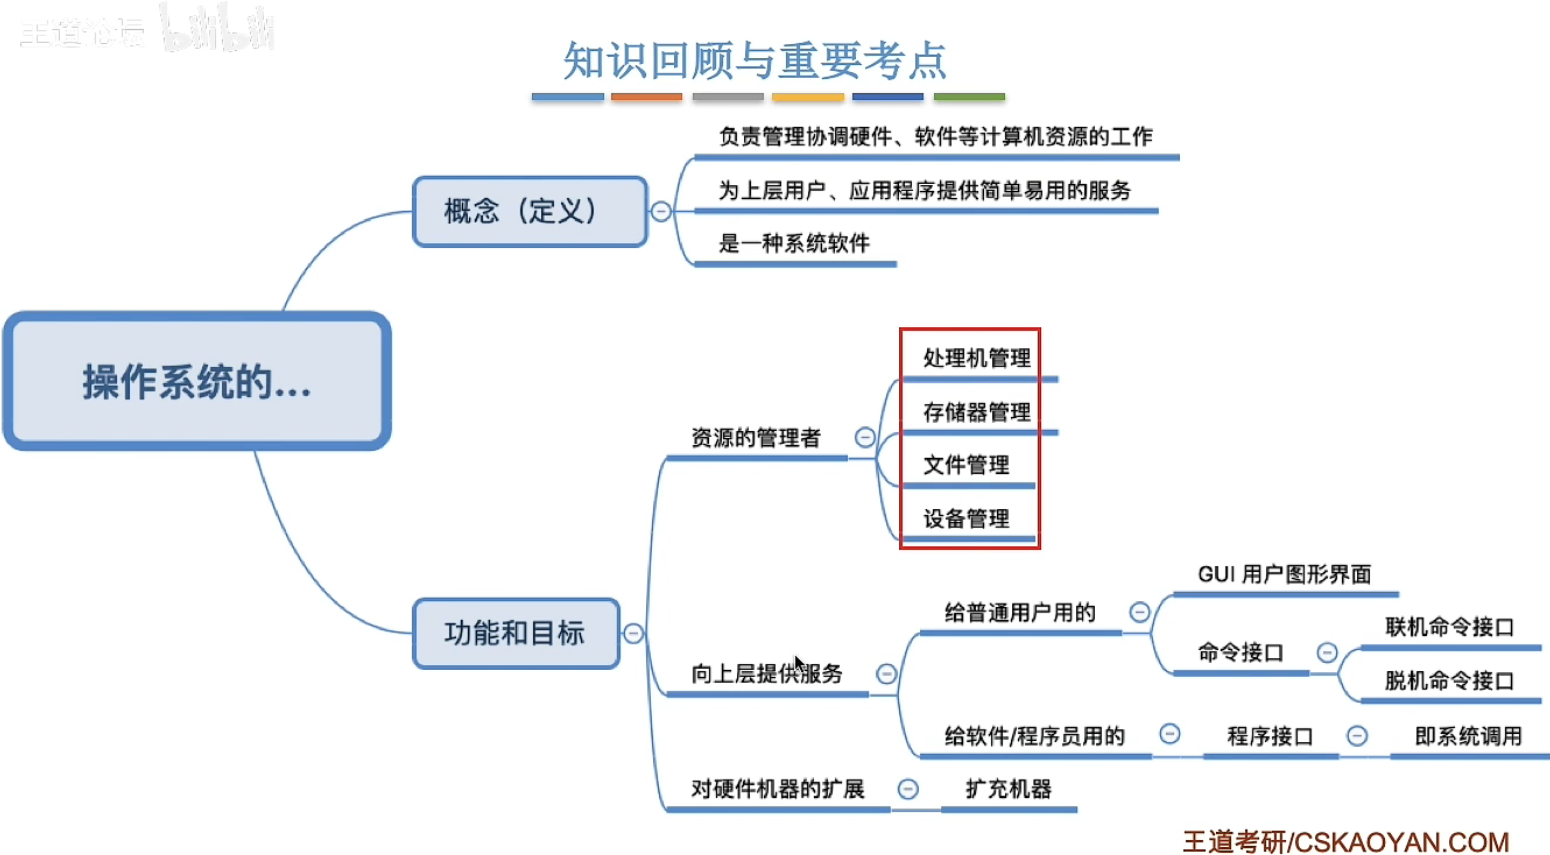 王道论坛 bilibili
知识回顾与重要考点
负责管理协调硬件、软件等计算机资源的工作
为上层用户、应用程序提供简单易用的服务
概念（定义）
是一种系统软件
操作系统的...
处理机管理
存储器管理
资源的管理者
文件管理
设备管理
功能和目标
GUI 用户图形界面
给普通用户用的
联机命令接口
命令接口
脱机命令接口
向上层提供服务
给软件/程序员用的
程序接口
即系统调用
对硬件机器的扩展
扩充机器
王道考研/CSKAOYAN.COM